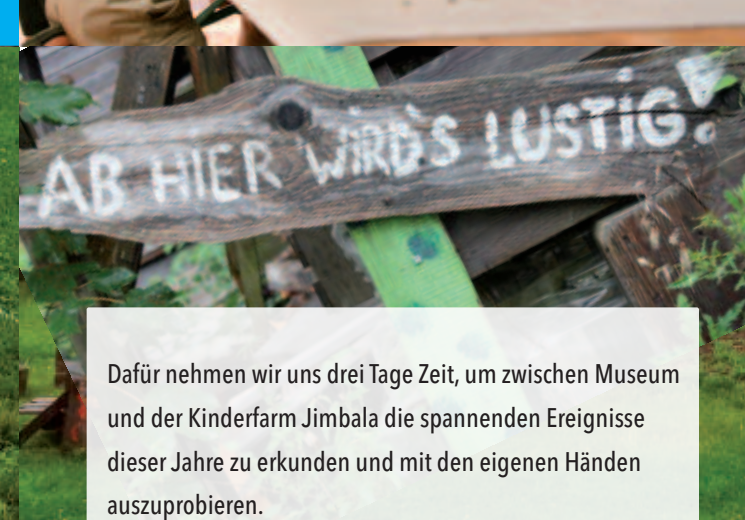 AB HIER WIRD'S LUSTIG!
Dafür nehmen wir uns drei Tage Zeit, um zwischen Museum
und der Kinderfarm Jimbala die spannenden Ereignisse
dieser Jahre zu erkunden und mit den eigenen Händen
auszuprobieren.